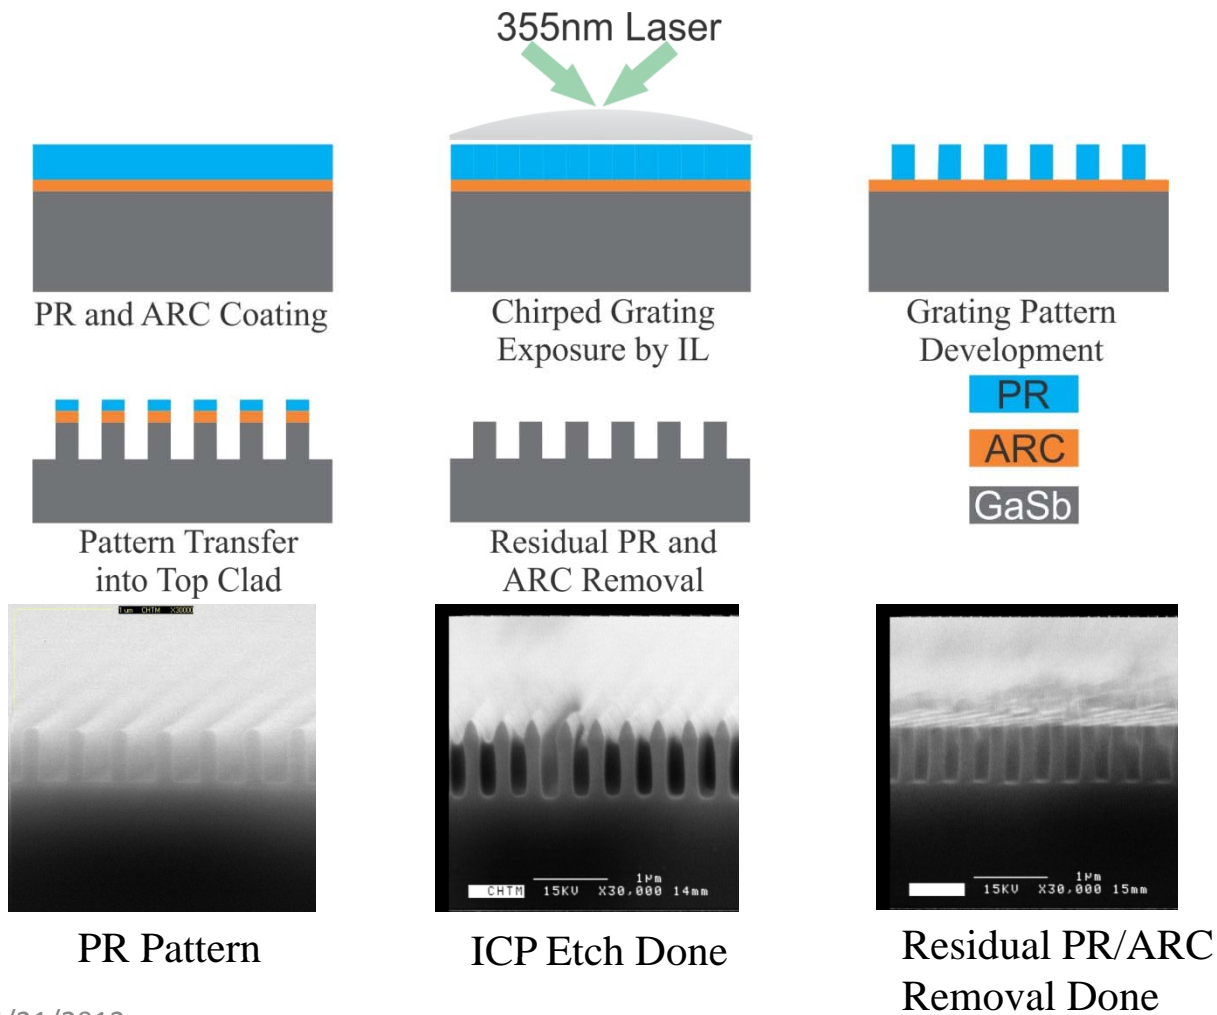 355nm Laser
PR and ARC Coating
Chirped Grating
Exposure by IL
Grating Pattern
Development
PR
ARC
GaSb
Pattern Transfer
into Top Clad
Residual PR and
ARC Removal
1um CHTM X30000
1μm
CHTM 15KV X30,000 14mm
1μm
15KV X30,000 15mm
PR Pattern
ICP Etch Done
Residual PR/ARC
Removal Done